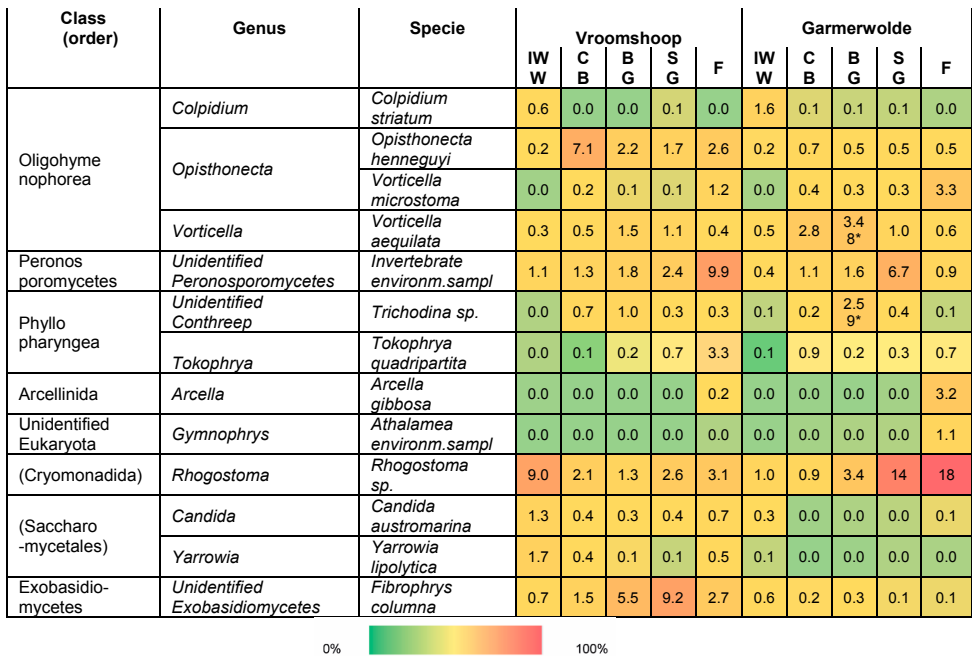 Class (order) Genus Specie Vroomshoop Garmerwolde
IW W C B B G S G F IW W C B B G S G F
Oligohyme nophorea Colpidium Colpidium striatum 0.6 0.0 0.0 0.1 0.0 1.6 0.1 0.1 0.1 0.0
Opisthonecta Opisthonecta henneguyi 0.2 7.1 2.2 1.7 2.6 0.2 0.7 0.5 0.5 0.5
Vorticella microstoma 0.0 0.2 0.1 0.1 1.2 0.0 0.4 0.3 0.3 3.3
Vorticella Vorticella aequilata 0.3 0.5 1.5 1.1 0.4 0.5 2.8 3.4 8* 1.0 0.6
Peronos poromycetes Unidentified Peronosporomycetes Invertebrate environm.sampl 1.1 1.3 1.8 2.4 9.9 0.4 1.1 1.6 6.7 0.9
Phyllo pharyngea Unidentified Conthreep Trichodina sp. 0.0 0.7 1.0 0.3 0.3 0.1 0.2 2.5 9* 0.4 0.1
Tokophrya Tokophrya quadripartita 0.0 0.1 0.2 0.7 3.3 0.1 0.9 0.2 0.3 0.7
Arcellinida Arcella Arcella gibbosa 0.0 0.0 0.0 0.0 0.2 0.0 0.0 0.0 0.0 3.2
Unidentified Eukaryota Gymnophrys Athalamea environm.sampl 0.0 0.0 0.0 0.0 0.0 0.0 0.0 0.0 0.0 1.1
(Cryomonadida) Rhogostoma Rhogostoma sp. 9.0 2.1 1.3 2.6 3.1 1.0 0.9 3.4 14 18
(Saccharo -mycetales) Candida Candida austromarina 1.3 0.4 0.3 0.4 0.7 0.3 0.0 0.0 0.0 0.1
Yarrowia Yarrowia lipolytica 1.7 0.4 0.1 0.1 0.5 0.1 0.0 0.0 0.0 0.0
Exobasidio- mycetes Unidentified Exobasidiomycetes Fibrophrys columna 0.7 1.5 5.5 9.2 2.7 0.6 0.2 0.3 0.1 0.1
0% 100%